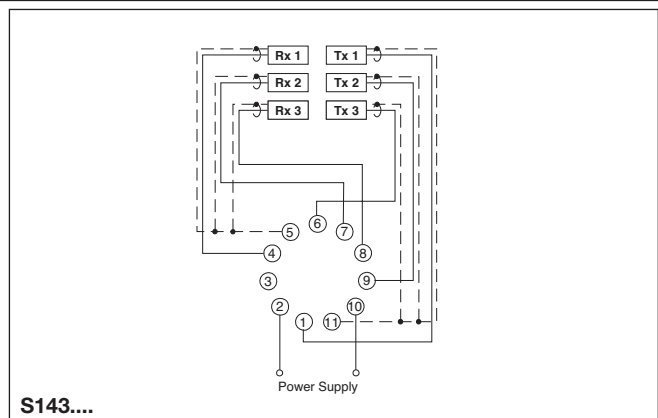 Rx 1 Tx 1
Rx 2 Tx 2
Rx 3 Tx 3
6
5 7
4 8
3 9
2 10
1 11
Power Supply
S143....